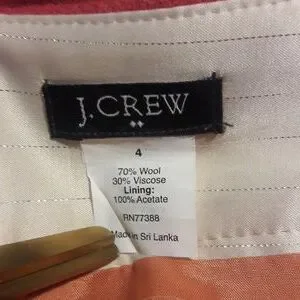 J.CREW
4
70% Wool
30% Viscose
Lining:
100% Acetate
RN77388
Made in Sri Lanka